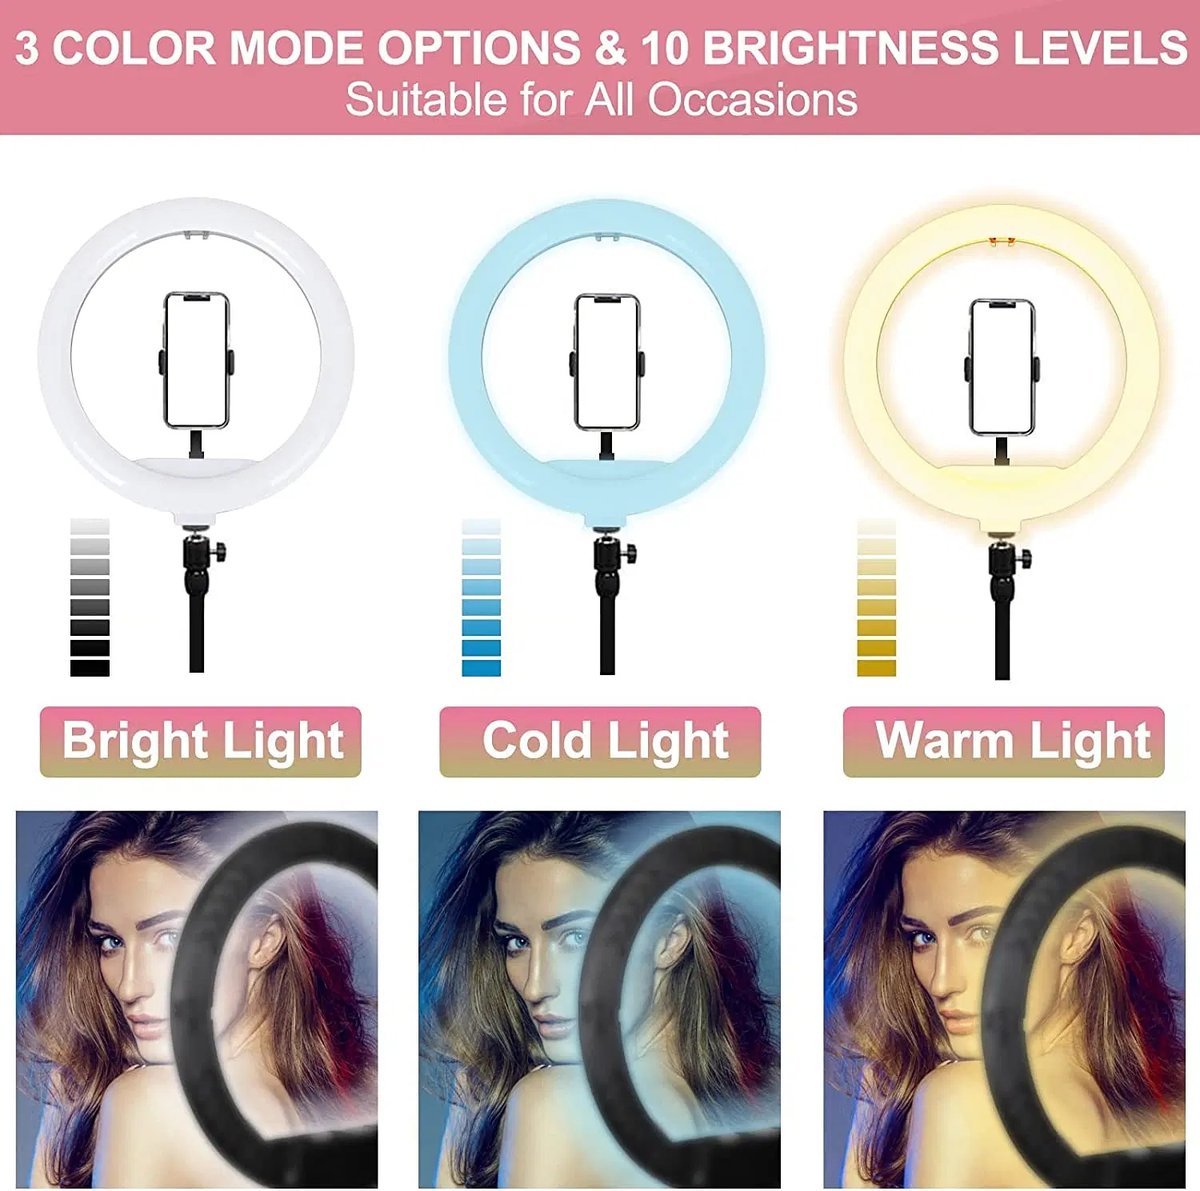 3 COLOR MODE OPTIONS & 10 BRIGHTNESS LEVELS
Suitable for All Occasions
Bright Light
Cold Light
Warm Light